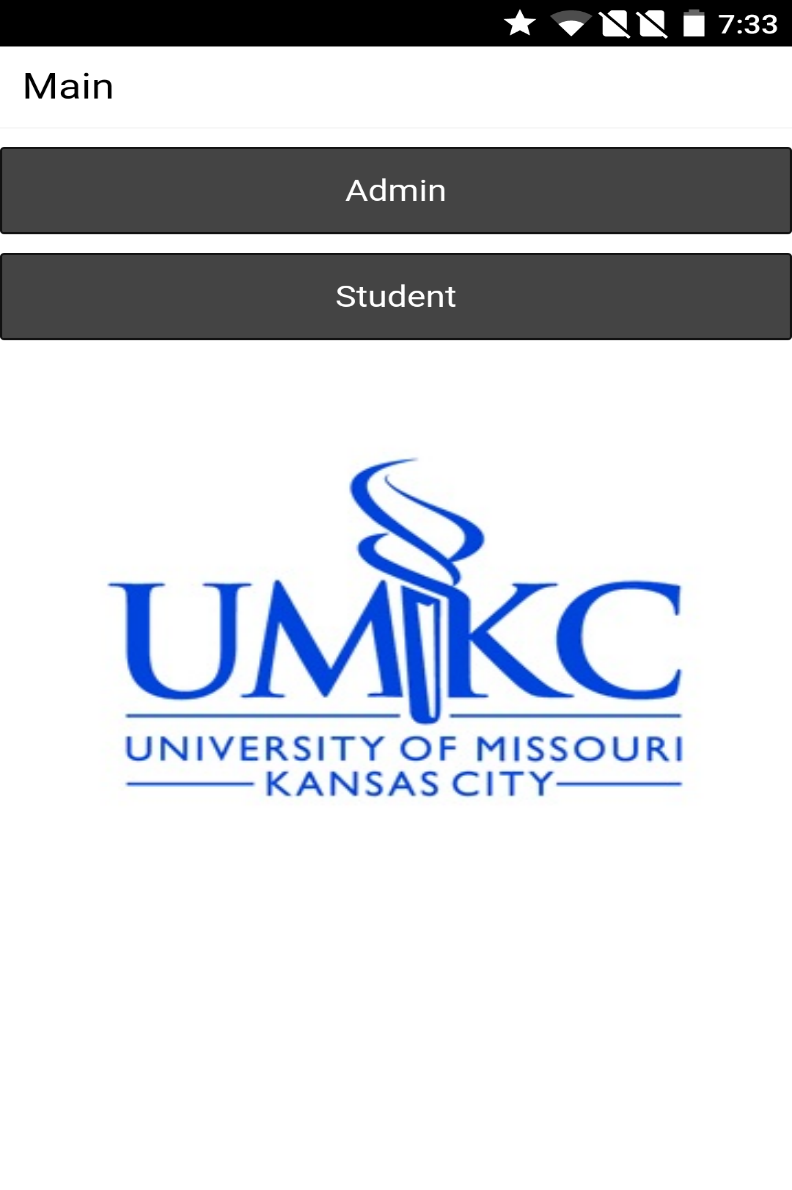 7:33
Main
Admin
Student
UMKC
UNIVERSITY OF MISSOURI
KANSAS CITY